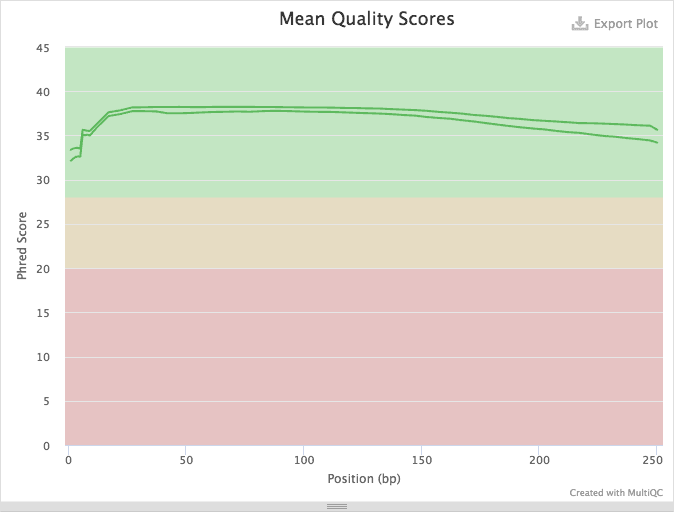 Mean Quality Scores
Export Plot
45
40
35
30
25
20
15
10
5
0
Phred Score
0 50 100 150 200 250
Position (bp)
Created with MultiQC